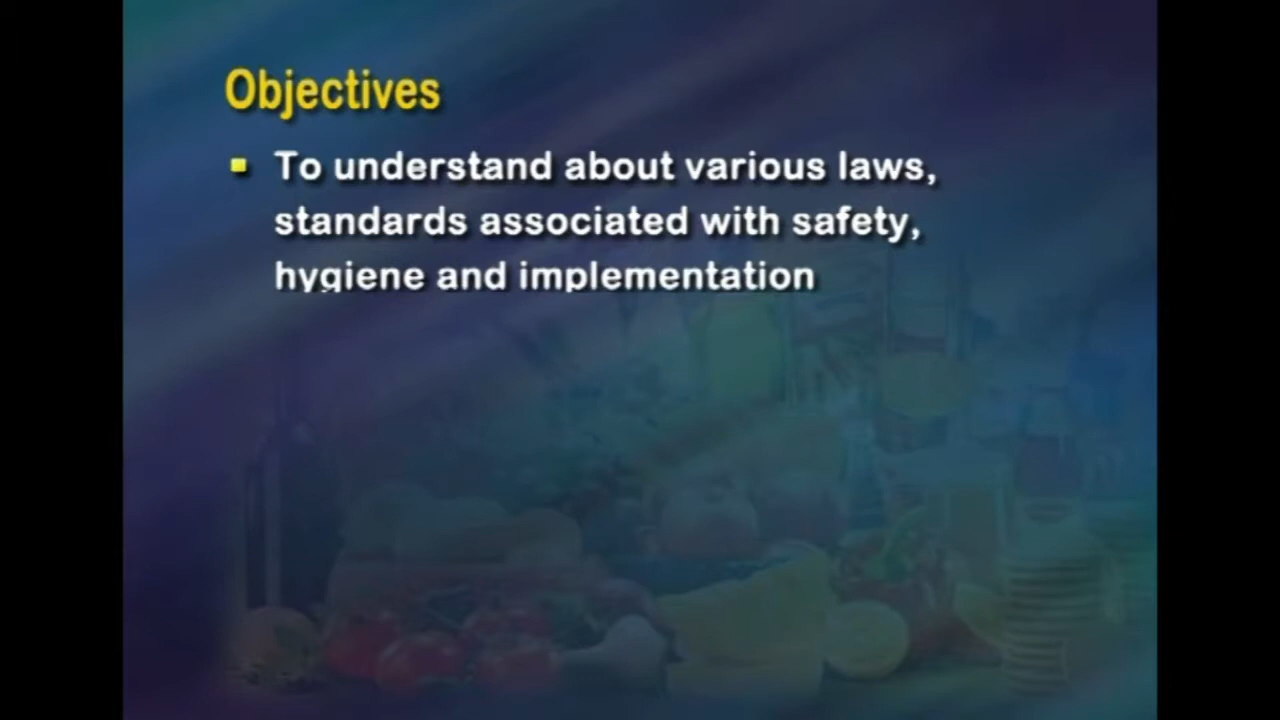 Objectives
▪ To understand about various laws,
standards associated with safety,
hygiene and implementation